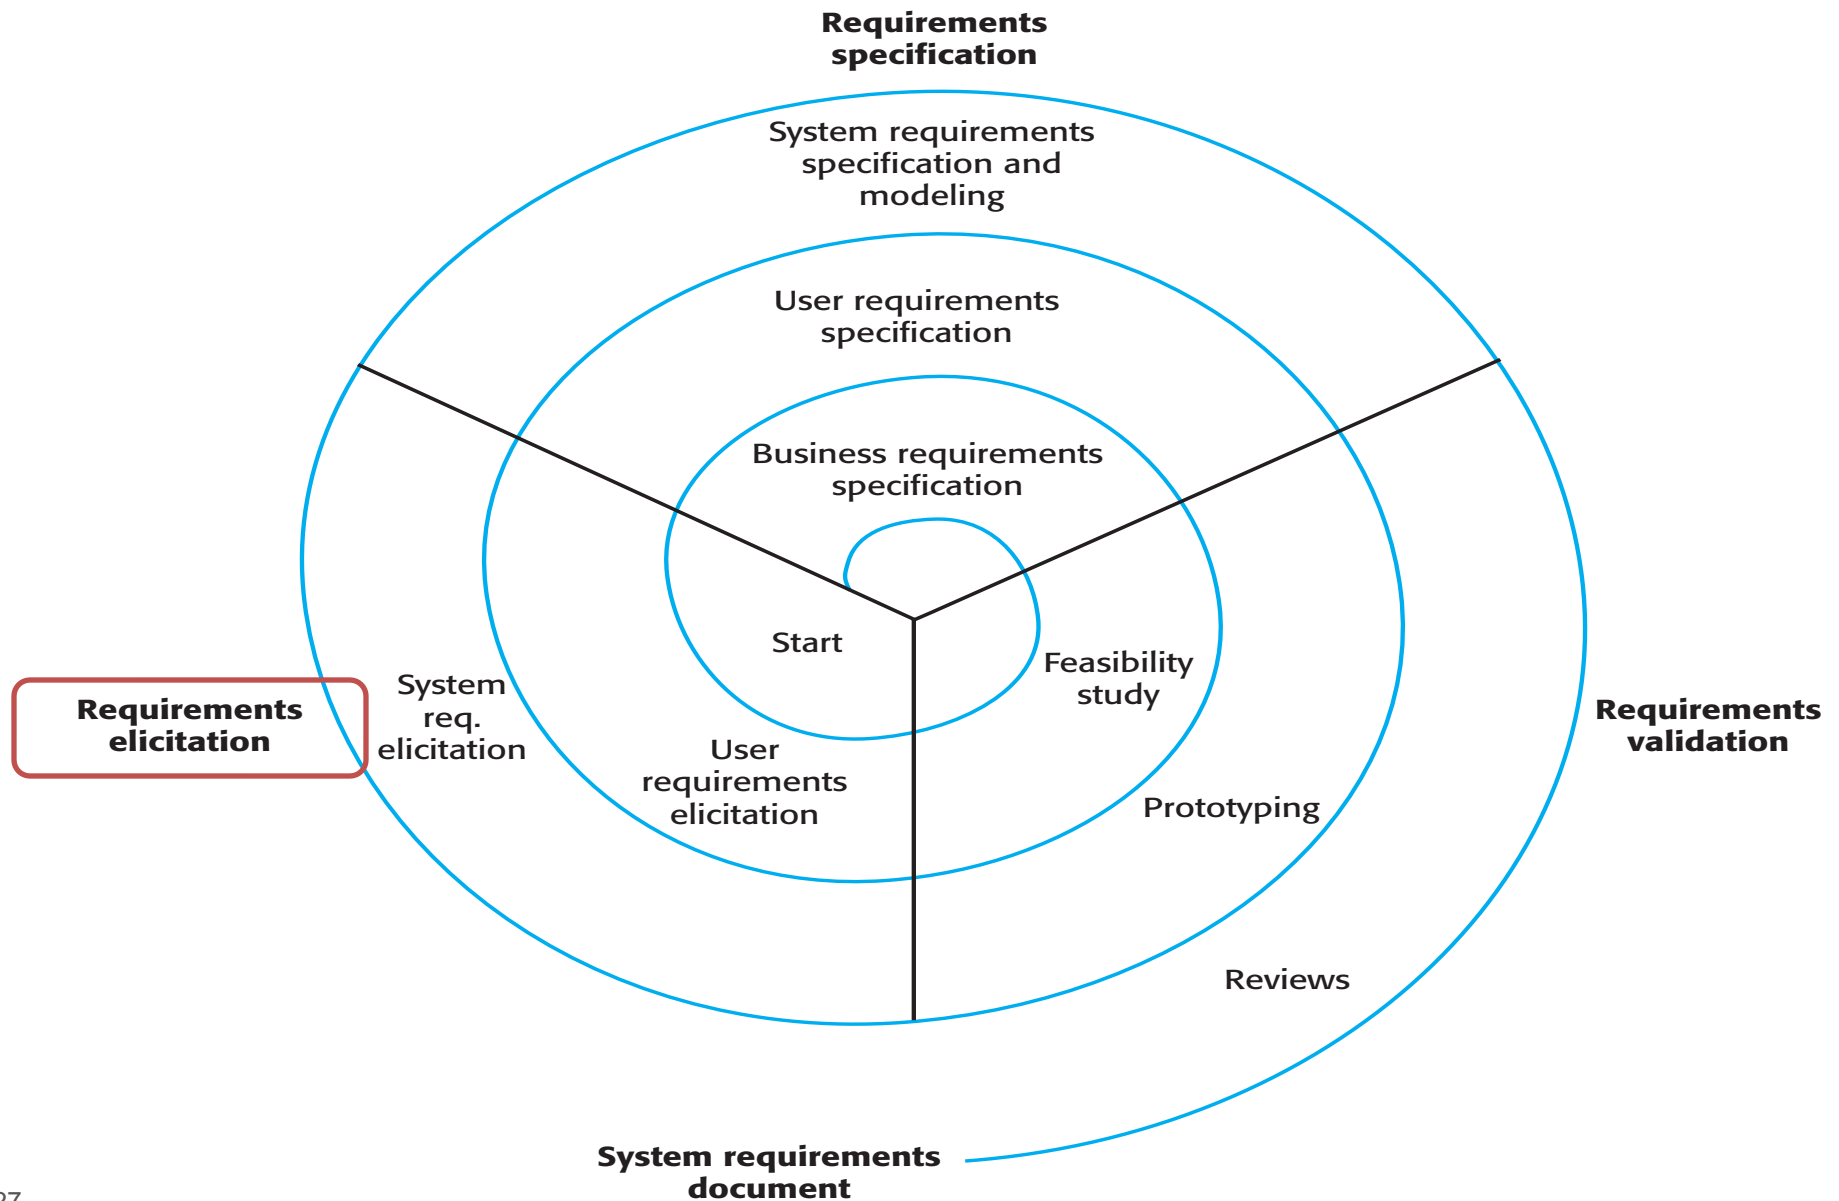 Requirements
specification
System requirements
specification and
modeling
User requirements
specification
Business requirements
specification
Start
Feasibility
study
System
req.
elicitation
Requirements
elicitation
Requirements
validation
User
requirements
elicitation
Prototyping
Reviews
System requirements
document